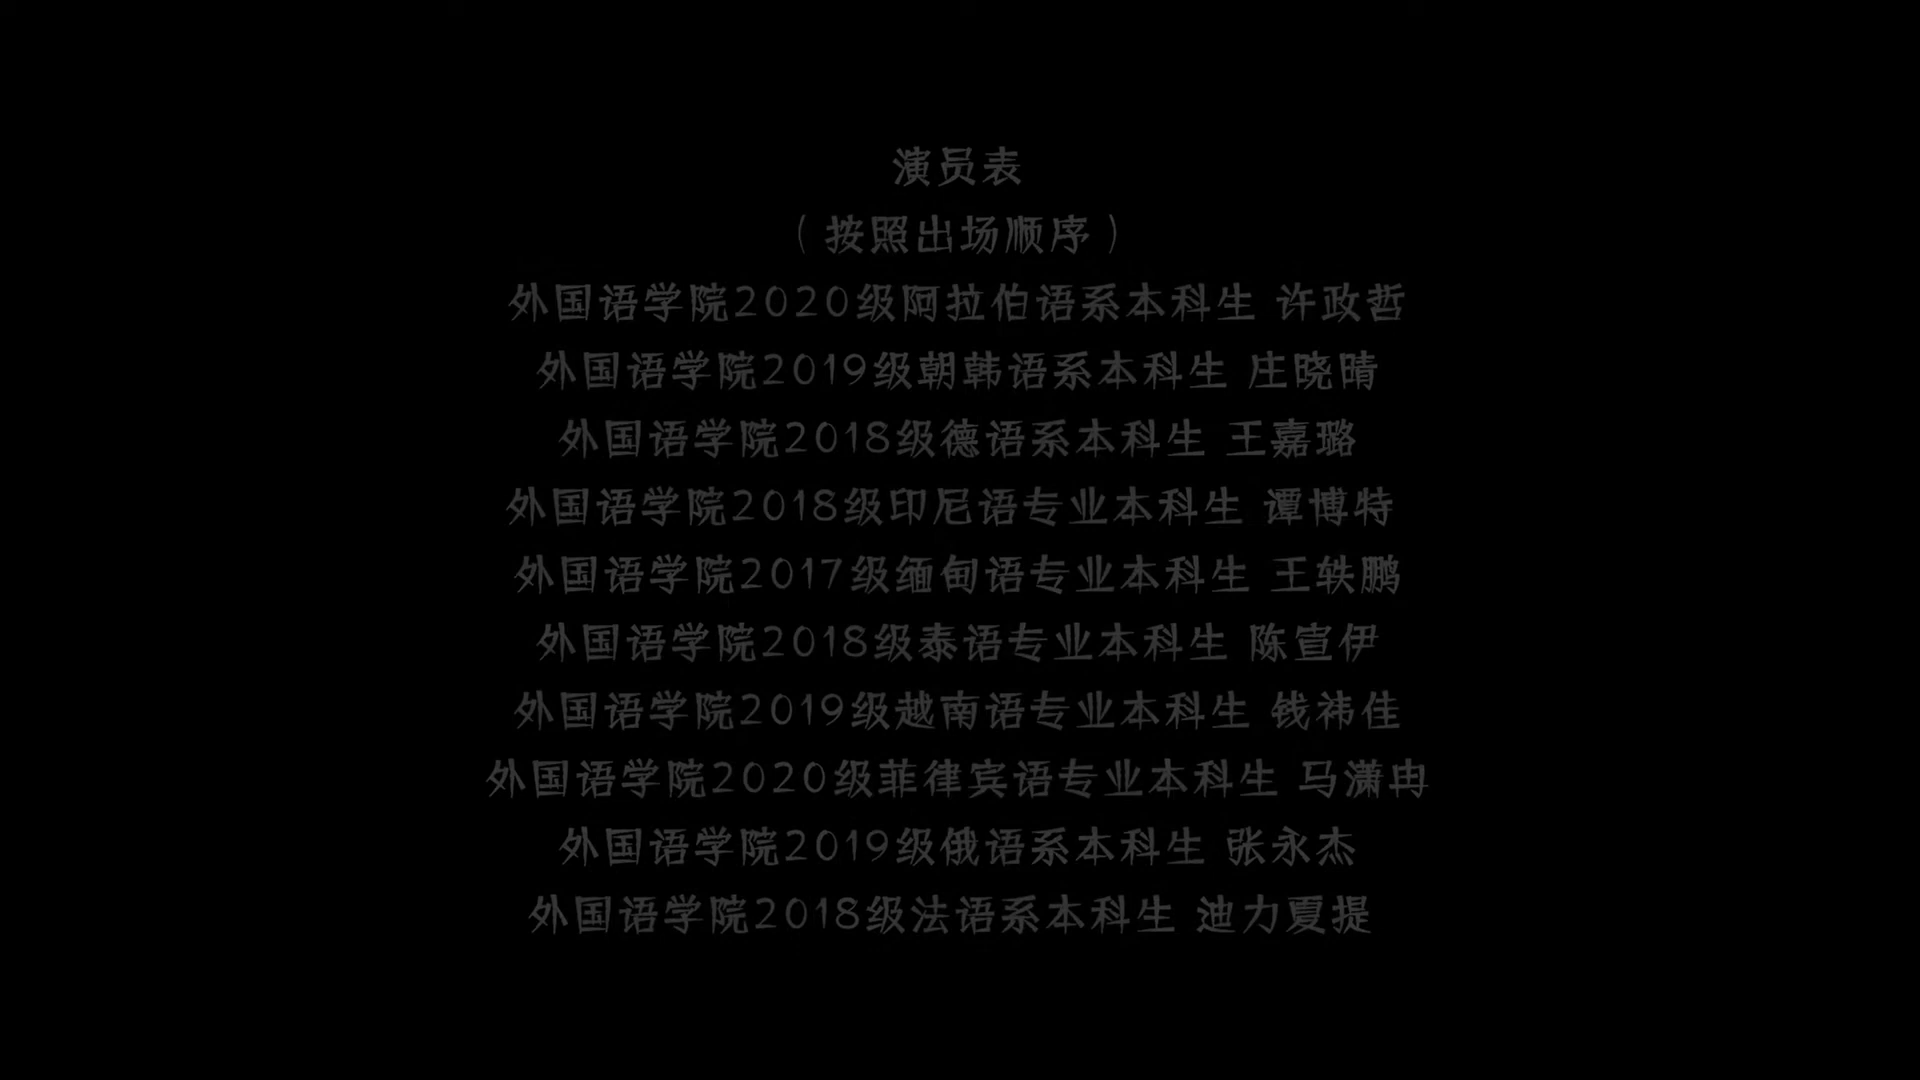 演员表
（按照出场顺序）
外国语学院2020级阿拉伯语系本科生 许政哲
外国语学院2019级朝韩语系本科生 庄晓晴
外国语学院2018级德语系本科生 王嘉璐
外国语学院2018级印尼语专业本科生 谭博特
外国语学院2017级缅甸语专业本科生 王轶鹏
外国语学院2018级泰语专业本科生 陈宣伊
外国语学院2019级越南语专业本科生 钱祎佳
外国语学院2020级菲律宾语专业本科生 马潇冉
外国语学院2019级俄语系本科生 张永杰
外国语学院2018级法语系本科生 迪力夏提